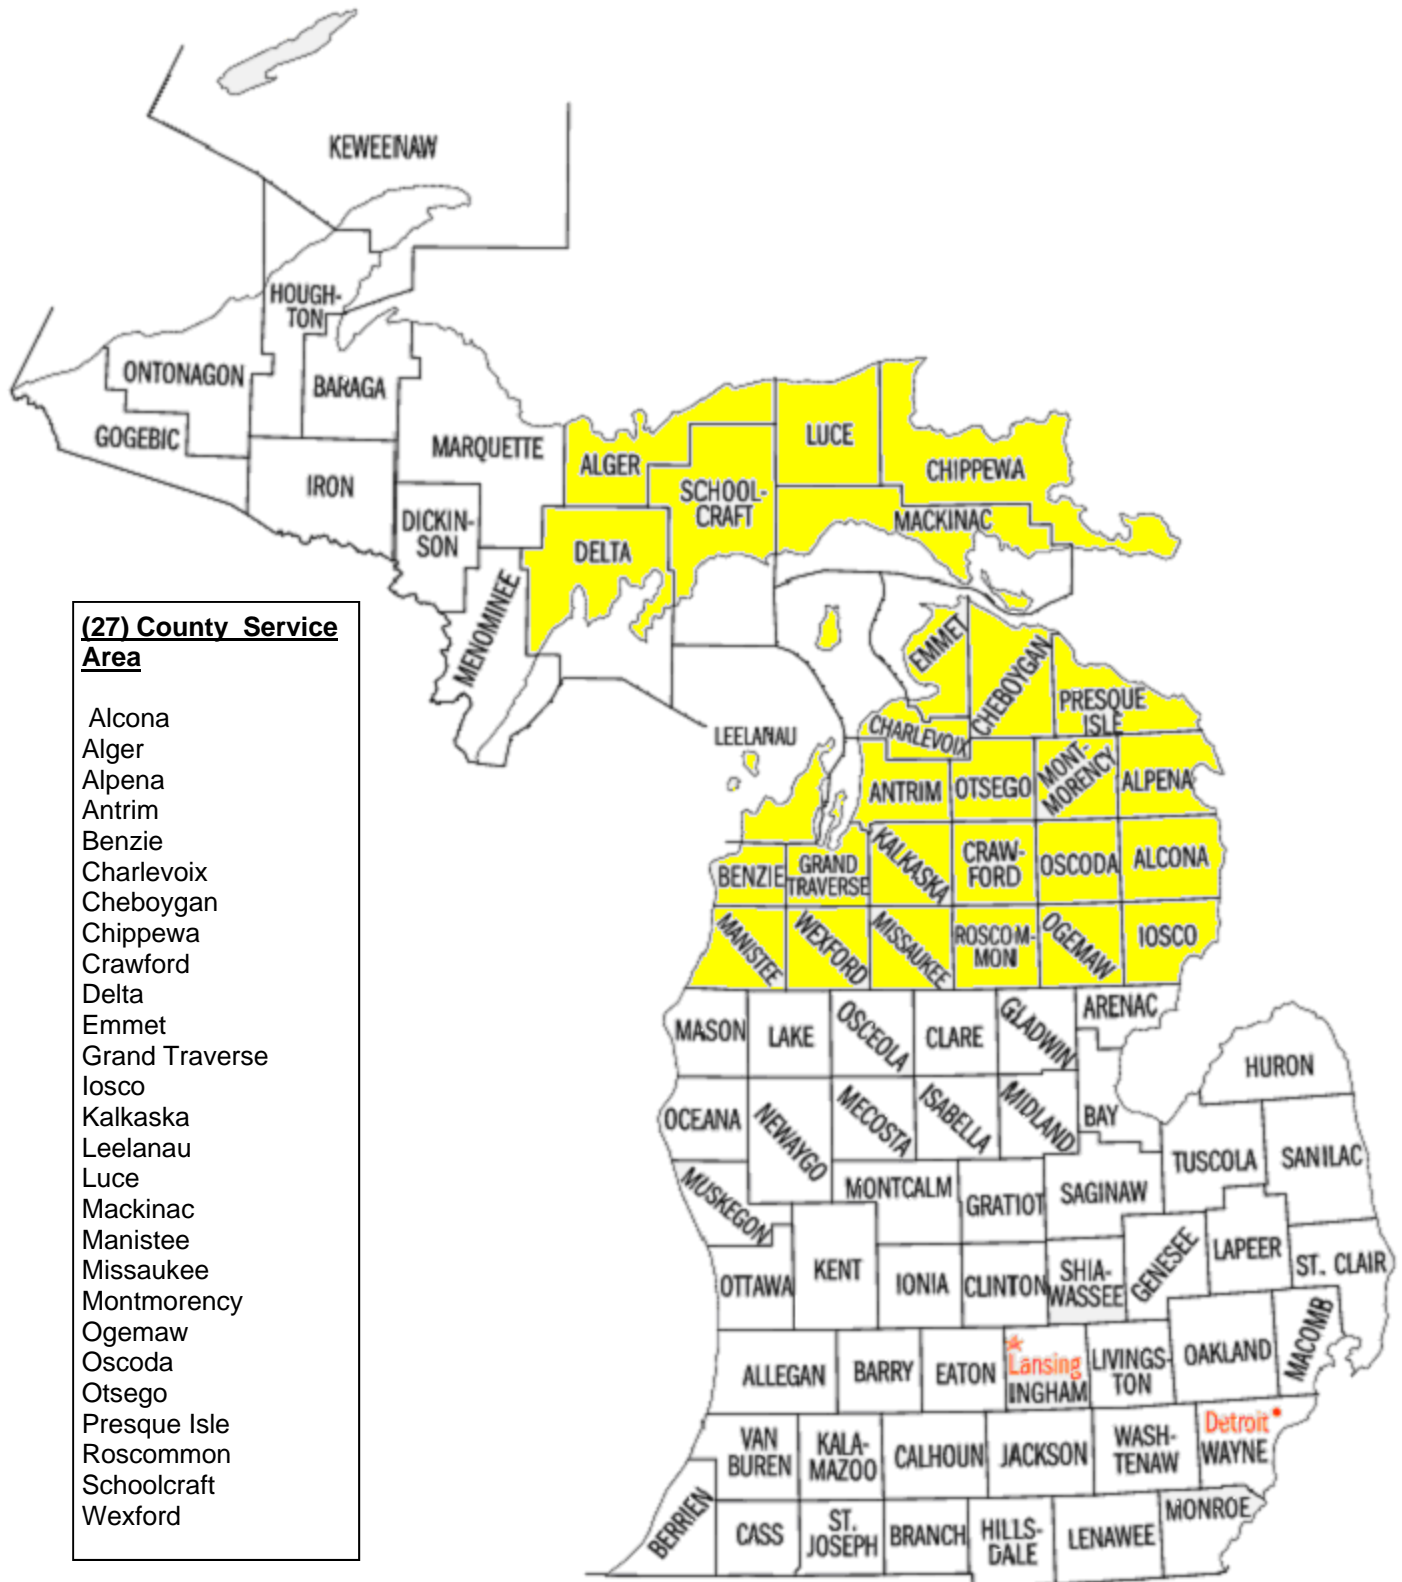 KEWEENAW
HOUGH-
TON
ONTONAGON
BARAGA
GOGEBIC
MARQUETTE
IRON
DICKIN-
SON
MENOMINEE
ALGER
LUCE
CHIPPEWA
SCHOOL-
CRAFT
MACKINAC
DELTA
(27) County Service
Area
Alcona
Alger
Alpena
Antrim
Benzie
Charlevoix
Cheboygan
Chippewa
Crawford
Delta
Emmet
Grand Traverse
Iosco
Kalkaska
Leelanau
Luce
Mackinac
Manistee
Missaukee
Montmorency
Ogemaw
Oscoda
Otsego
Presque Isle
Roscommon
Schoolcraft
Wexford
EMMET
CHEBOYGAN
PRESQUE
ISLE
LEELANAU
CHARLEVOIX
ANTRIM
OTSEGO
MONT-
MORENCY
ALPENA
BENZIE
GRAND
TRAVERSE
KALKASKA
CRAW-
FORD
OSCODA
ALCONA
MANISTEE
WEXFORD
MISSAUKEE
ROSCOM-
MON
OGEMAW
IOSCO
MASON
LAKE
OSCEOLA
CLARE
GLADWIN
ARENAC
HURON
OCEANA
NEWAYGO
MECOSTA
ISABELLA
MIDLAND
BAY
TUSCOLA
SANILAC
MUSKEGON
MONTCALM
GRATIOT
SAGINAW
OTTAWA
KENT
IONIA
CLINTON
SHIA-
WASSEE
GENESEE
LAPEER
ST. CLAIR
ALLEGAN
BARRY
EATON
Lansing
INGHAM
LIVINGS-
TON
OAKLAND
MACOMB
VAN
BUREN
KALA-
MAZOO
CALHOUN
JACKSON
WASH-
TENAW
Detroit
WAYNE
BERRIEN
CASS
ST.
JOSEPH
BRANCH
HILLS-
DALE
LENAWEE
MONROE